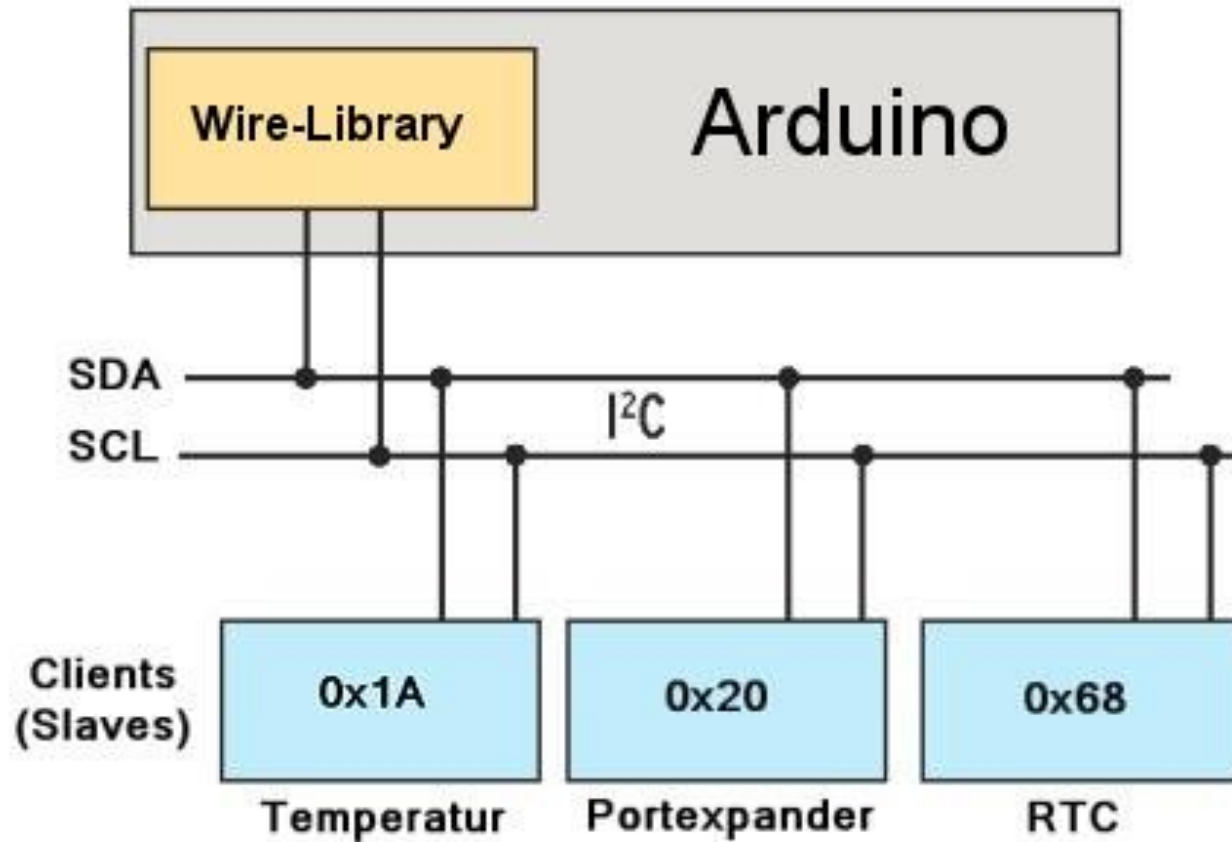 Wire-Library
Arduino
SDA
I²C
SCL
Clients
(Slaves)
0x1A
0x20
0x68
Temperatur
Portexpander
RTC